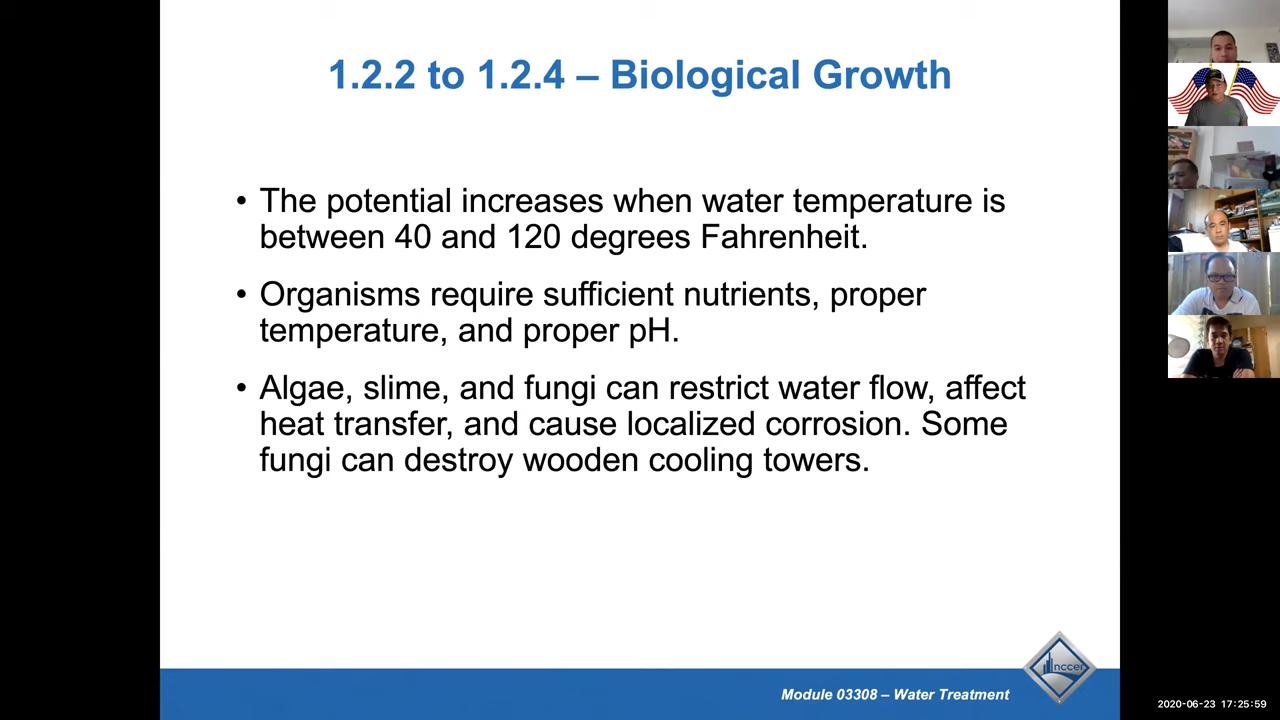 1.2.2 to 1.2.4 – Biological Growth
• The potential increases when water temperature is
between 40 and 120 degrees Fahrenheit.
• Organisms require sufficient nutrients, proper
temperature, and proper pH.
• Algae, slime, and fungi can restrict water flow, affect
heat transfer, and cause localized corrosion. Some
fungi can destroy wooden cooling towers.
nccer
Module 03308 – Water Treatment
2020-06-23 17:25:59